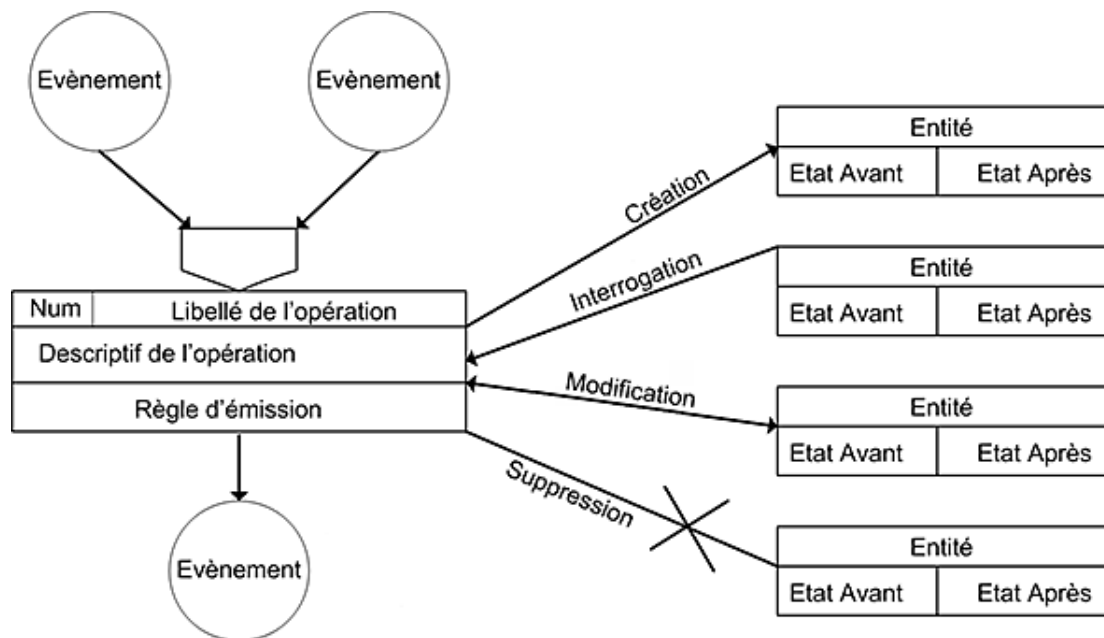 Evènement
Evènement
Num
Libellé de l'opération
Descriptif de l'opération
Règle d'émission
Evènement
Création
Interrogation
Modification
Suppression
Entité
Etat Avant
Etat Après
Entité
Etat Avant
Etat Après
Entité
Etat Avant
Etat Après
Entité
Etat Avant
Etat Après